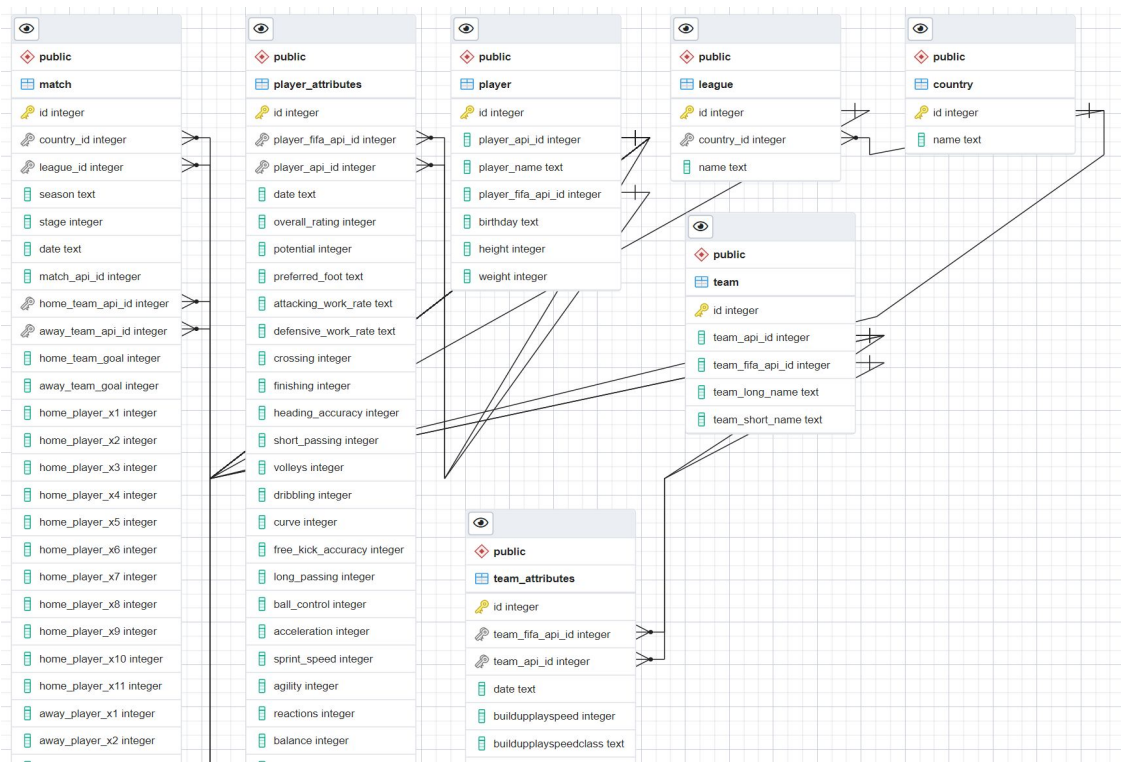 public
match
id integer
country_id integer
league_id integer
season text
stage integer
date text
match_api_id integer
home_team_api_id integer
away_team_api_id integer
home_team_goal integer
away_team_goal integer
home_player_x1 integer
home_player_x2 integer
home_player_x3 integer
home_player_x4 integer
home_player_x5 integer
home_player_x6 integer
home_player_x7 integer
home_player_x8 integer
home_player_x9 integer
home_player_x10 integer
home_player_x11 integer
away_player_x1 integer
away_player_x2 integer
public
player_attributes
id integer
player_fifa_api_id integer
player_api_id integer
date text
overall_rating integer
potential integer
preferred_foot text
attacking_work_rate text
defensive_work_rate text
crossing integer
finishing integer
heading_accuracy integer
short_passing integer
volleys integer
dribbling integer
curve integer
free_kick_accuracy integer
long_passing integer
ball_control integer
acceleration integer
sprint_speed integer
agility integer
reactions integer
balance integer
public
player
id integer
player_api_id integer
player_name text
player_fifa_api_id integer
birthday text
height integer
weight integer
public
league
id integer
country_id integer
name text
public
country
id integer
name text
public
team
id integer
team_api_id integer
team_fifa_api_id integer
team_long_name text
team_short_name text
public
team_attributes
id integer
team_fifa_api_id integer
team_api_id integer
date text
buildupplayspeed integer
buildupplayspeedclass text